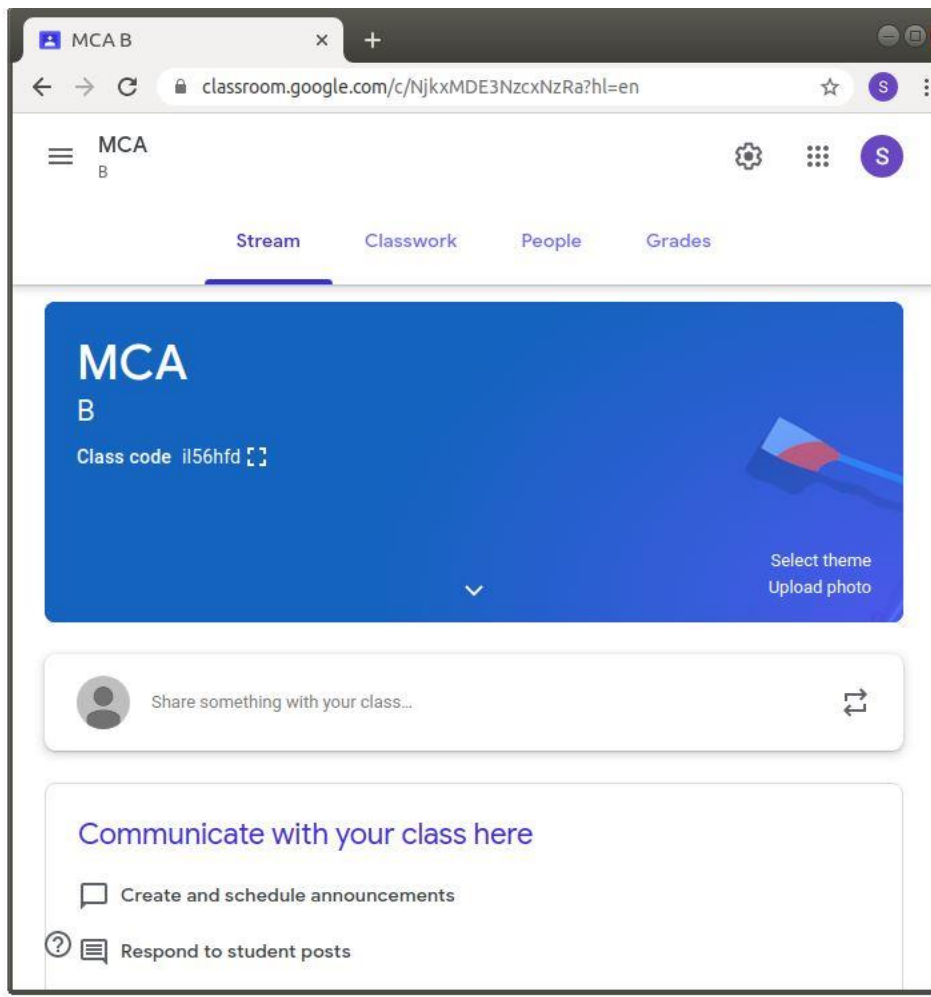 MCA B
classroom.google.com/c/NjkxMDE3NzcxNzRa?hl=en
S
MCA
B
S
Stream Classwork People Grades
MCA
B
Class code il56hfd
Select theme
Upload photo
Share something with your class...
Communicate with your class here
Create and schedule announcements
Respond to student posts